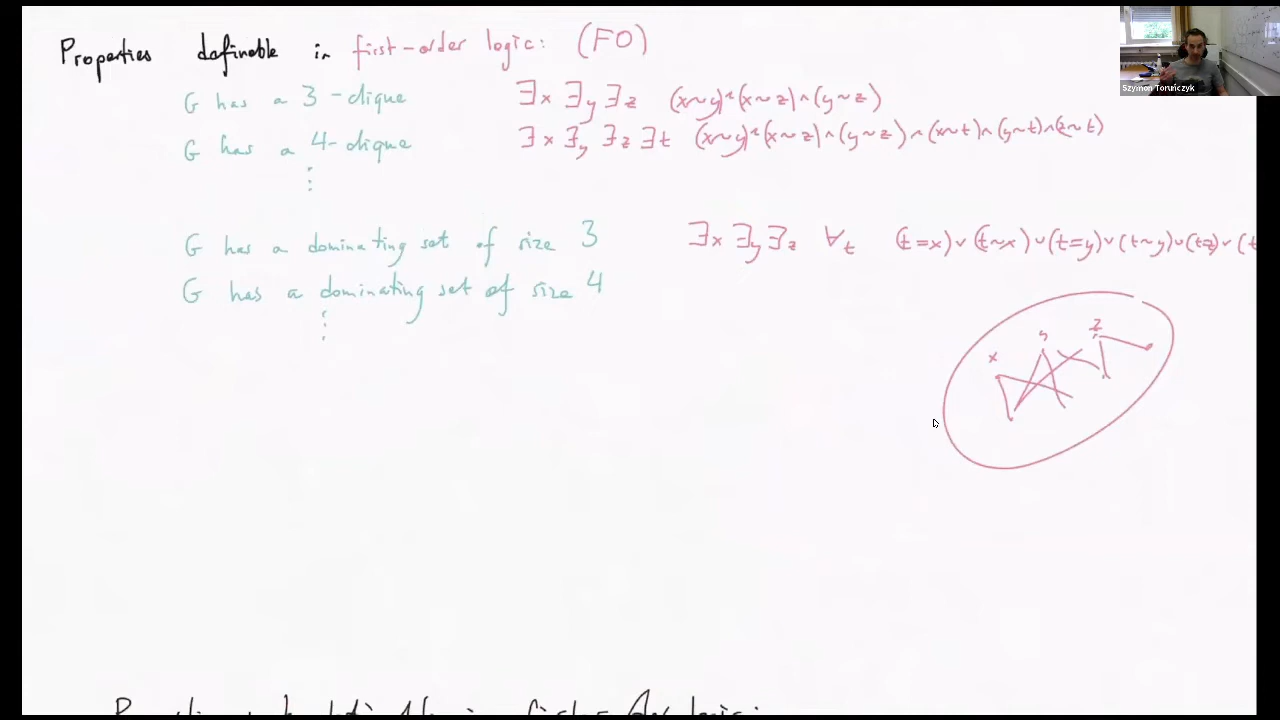 Properties definable in first-order logic: (FO)
G has a 3-clique ∃x ∃y ∃z (x~y)∧(x~z)∧(y~z)
G has a 4-clique ∃x ∃y ∃z ∃t (x~y)∧(x~z)∧(y~z)∧(x~t)∧(y~t)∧(z~t)
⋮
G has a dominating set of size 3 ∃x ∃y ∃z ∀t (t=x)∨(t~x)∨(t=y)∨(t~y)∨(t=z)∨(t
G has a dominating set of size 4
⋮
x y z
Szymon Toruńczyk